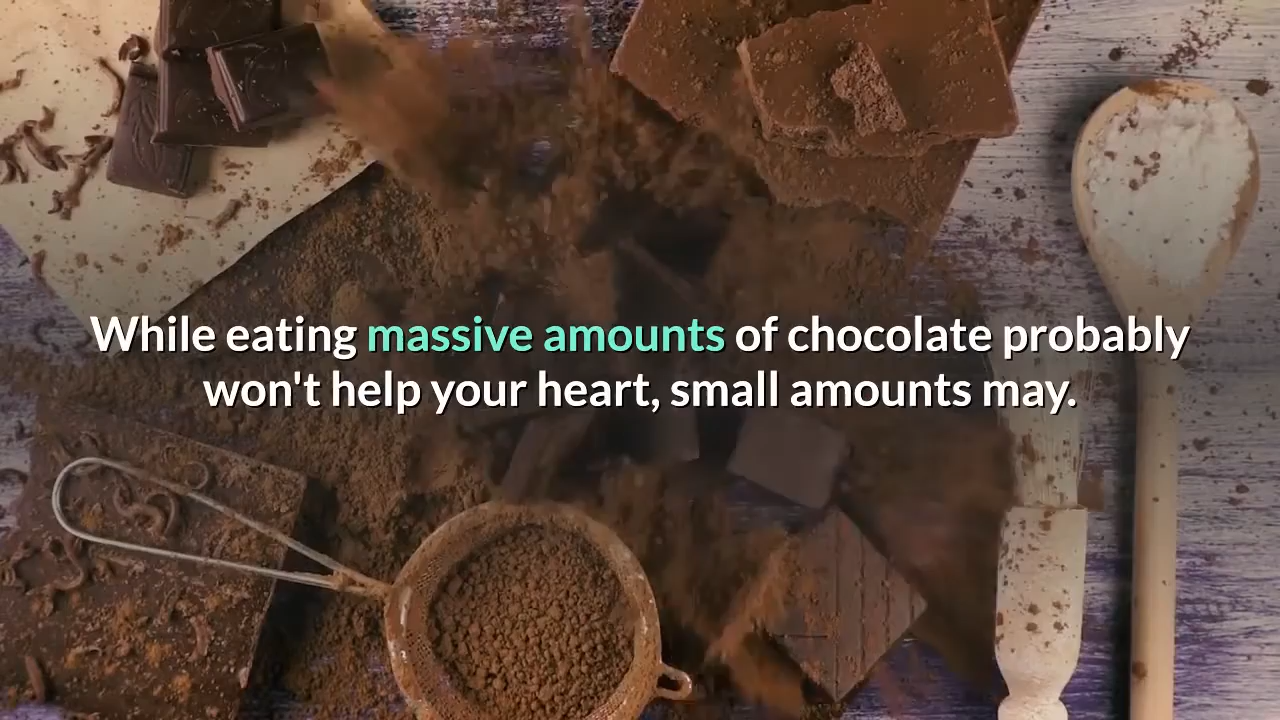 While eating massive amounts of chocolate probably
won't help your heart, small amounts may.